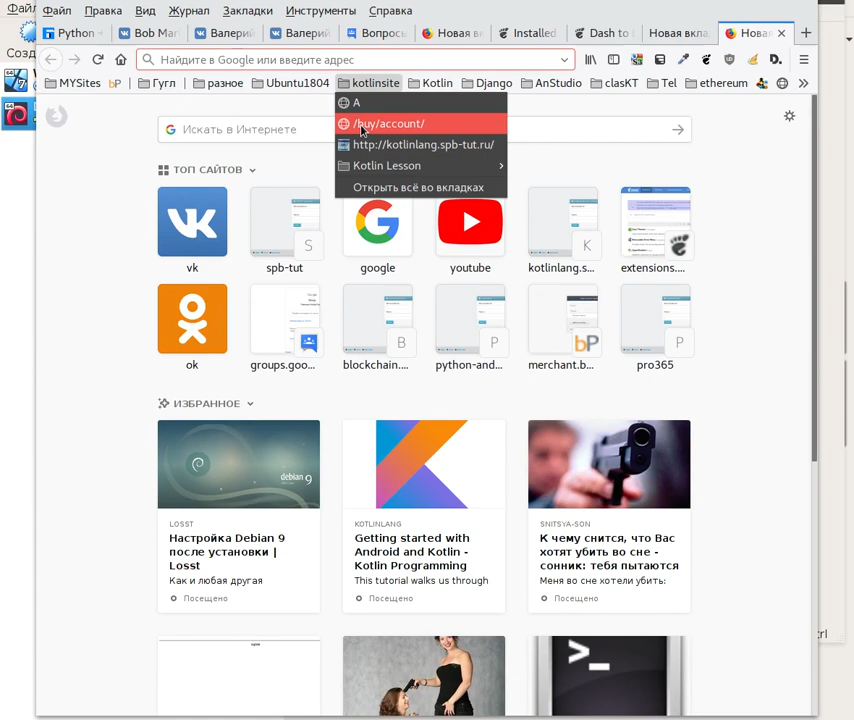 Файл
Созд
Файл Правка Вид Журнал Закладки Инструменты Справка
Python Bob Mar Валерий Валерий Вопросы Новая вк Installed Dash to Новая вкла Новая
Найдите в Google или введите адрес
MYSites bP Гугл разное Ubuntu1804 kotlinsite Kotlin Django AnStudio clasKT Tel ethereum
A
/buy/account/
http://kotlinlang.spb-tut.ru/
Kotlin Lesson
Открыть всё во вкладках
Искать в Интернете
ТОП САЙТОВ
S K
vk spb-tut google youtube kotlinlang.s... extensions....
B P bP P
ok groups.goo... blockchain.... python-and... merchant.b... pro365
ИЗБРАННОЕ
debian 9
LOSST
Настройка Debian 9
после установки |
Losst
Как и любая другая
Посещено
KOTLINLANG
Getting started with
Android and Kotlin -
Kotlin Programming
This tutorial walks us through
Посещено
SNITSYA-SON
К чему снится, что Вас
хотят убить во сне -
сонник: тебя пытаются
Меня во сне хотели убить:
Посещено
>_
trl